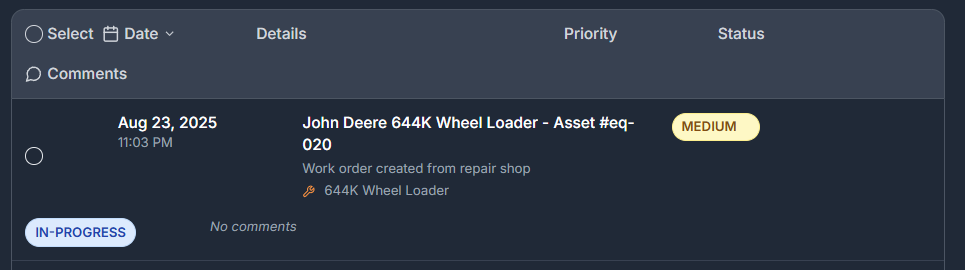 Select Date Details Priority Status
Comments
Aug 23, 2025 John Deere 644K Wheel Loader - Asset #eq- MEDIUM
11:03 PM 020
Work order created from repair shop
644K Wheel Loader
IN-PROGRESS No comments